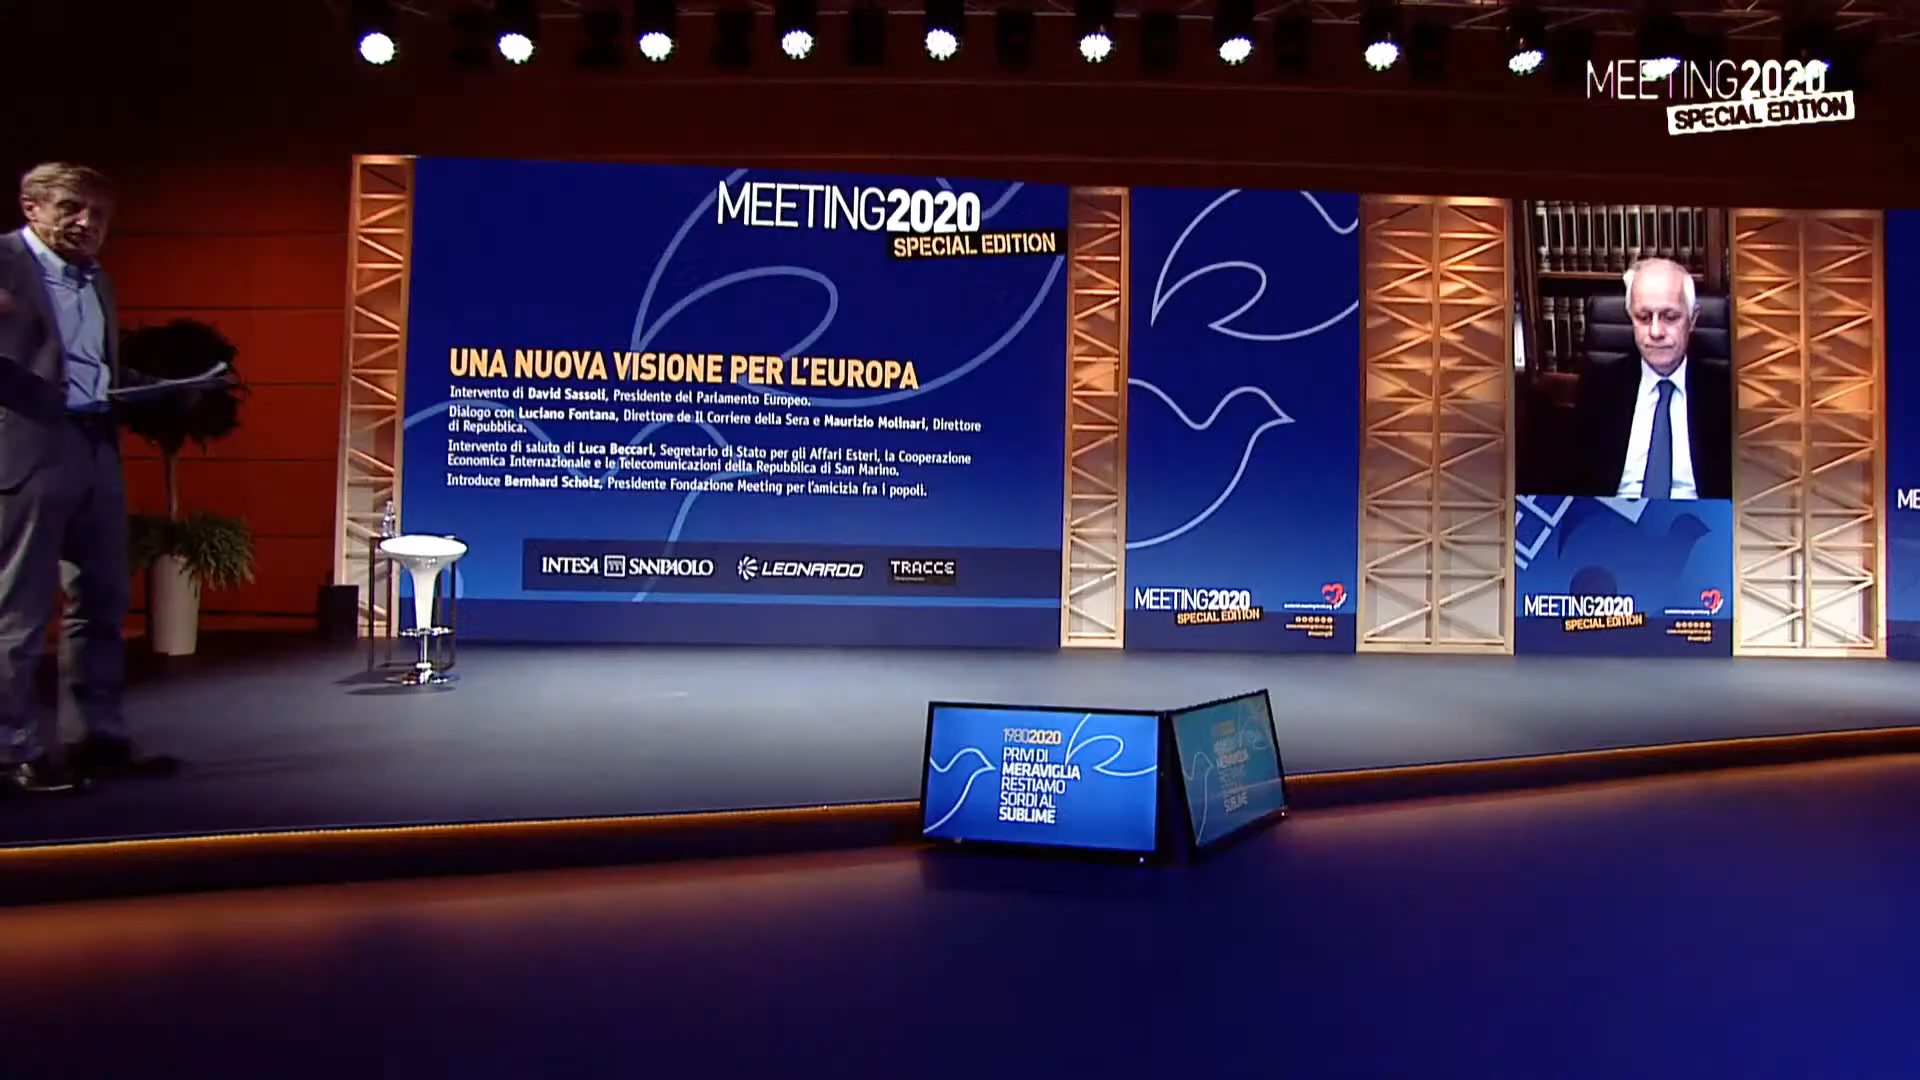 MEETING2020
SPECIAL EDITION
MEETING2020
SPECIAL EDITION
UNA NUOVA VISIONE PER L'EUROPA
Intervento di David Sassoli, Presidente del Parlamento Europeo.
Dialogo con Luciano Fontana, Direttore de Il Corriere della Sera e Maurizio Molinari, Direttore
di Repubblica.
Intervento di saluto di Luca Beccari, Segretario di Stato per gli Affari Esteri, la Cooperazione
Economica Internazionale e le Telecomunicazioni della Repubblica di San Marino.
Introduce Bernhard Scholz, Presidente Fondazione Meeting per l'amicizia fra i popoli.
INTESA SANPAOLO
LEONARDO
TRACCE
MEETING2020
SPECIAL EDITION
MEETING2020
SPECIAL EDITION
ME
19802020
PRIVI DI
MERAVIGLIA
RESTIAMO
SORDI AL
SUBLIME
MERAVIGLIA
SUBLIME